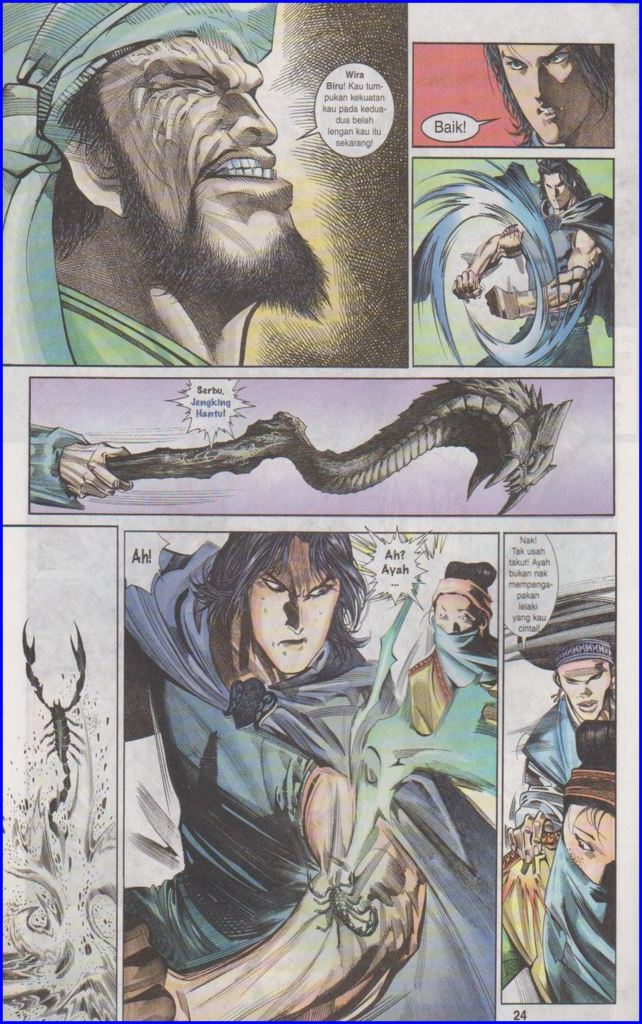 Wira
Biru! Kau tum-
pukan kekuatan
kau pada kedua-
dua belah
lengan kau itu
sekarang!
Baik!
Serbu,
Jengking
Hantu!
Ah!
Ah?
Ayah
...
Nak!
Tak usah
takut! Ayah
bukan nak
mempenga-
pakan
lelaki
yang kau
cintai!
24